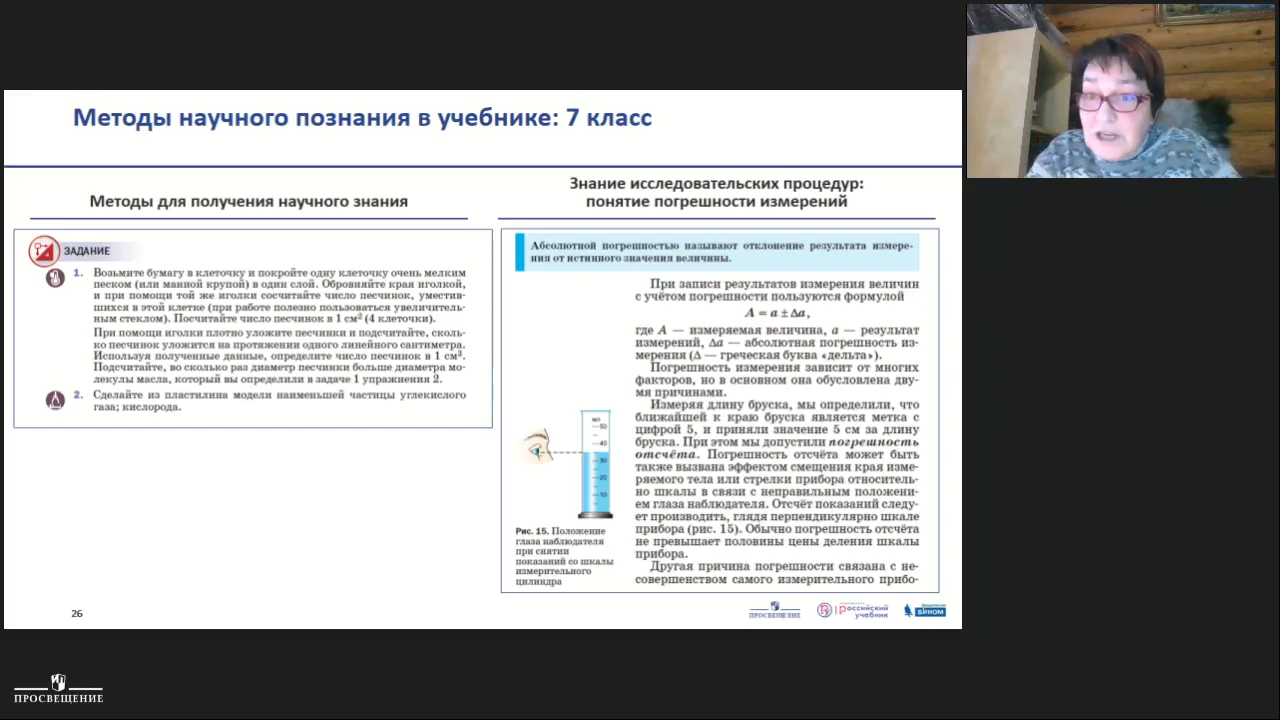 Методы научного познания в учебнике: 7 класс
Методы для получения научного знания
ЗАДАНИЕ
1. Возьмите бумагу в клеточку и покройте одну клеточку очень мелким
песком (или манной крупой) в один слой. Обровняйте края иголкой,
и при помощи той же иголки сосчитайте число песчинок, уместив-
шихся в этой клетке (при работе полезно пользоваться увеличитель-
ным стеклом). Посчитайте число песчинок в 1 см² (4 клеточки).
При помощи иголки плотно уложите песчинки и подсчитайте, сколь-
ко песчинок уложится на протяжении одного линейного сантиметра.
Используя полученные данные, определите число песчинок в 1 см³.
Подсчитайте, во сколько раз диаметр песчинки больше диаметра мо-
лекулы масла, который вы определили в задаче 1 упражнения 2.
2. Сделайте из пластилина модели наименьшей частицы углекислого
газа; кислорода.
Знание исследовательских процедур:
понятие погрешности измерений
Абсолютной погрешностью называют отклонение результата измере-
ния от истинного значения величины.
При записи результатов измерения величин
с учётом погрешности пользуются формулой
A = a ± Δa,
где A — измеряемая величина, a — результат
измерений, Δa — абсолютная погрешность из-
мерения (Δ — греческая буква «дельта»).
Погрешность измерения зависит от многих
факторов, но в основном она обусловлена дву-
мя причинами.
Измеряя длину бруска, мы определили, что
ближайшей к краю бруска является метка с
цифрой 5, и приняли значение 5 см за длину
бруска. При этом мы допустили погрешность
отсчёта. Погрешность отсчёта может быть
также вызвана эффектом смещения края изме-
ряемого тела или стрелки прибора относитель-
но шкалы в связи с неправильным положени-
ем глаза наблюдателя. Отсчёт показаний следу-
ет производить, глядя перпендикулярно шкале
прибора (рис. 15). Обычно погрешность отсчёта
не превышает половины цены деления шкалы
прибора.
Другая причина погрешности связана с не-
совершенством самого измерительного прибо-
мл
50
40
30
20
10
Рис. 15. Положение
глаза наблюдателя
при снятии
показаний со шкалы
измерительного
цилиндра
26
ПРОСВЕЩЕНИЕ
российский
учебник
БИНОМ
ПРОСВЕЩЕНИЕ